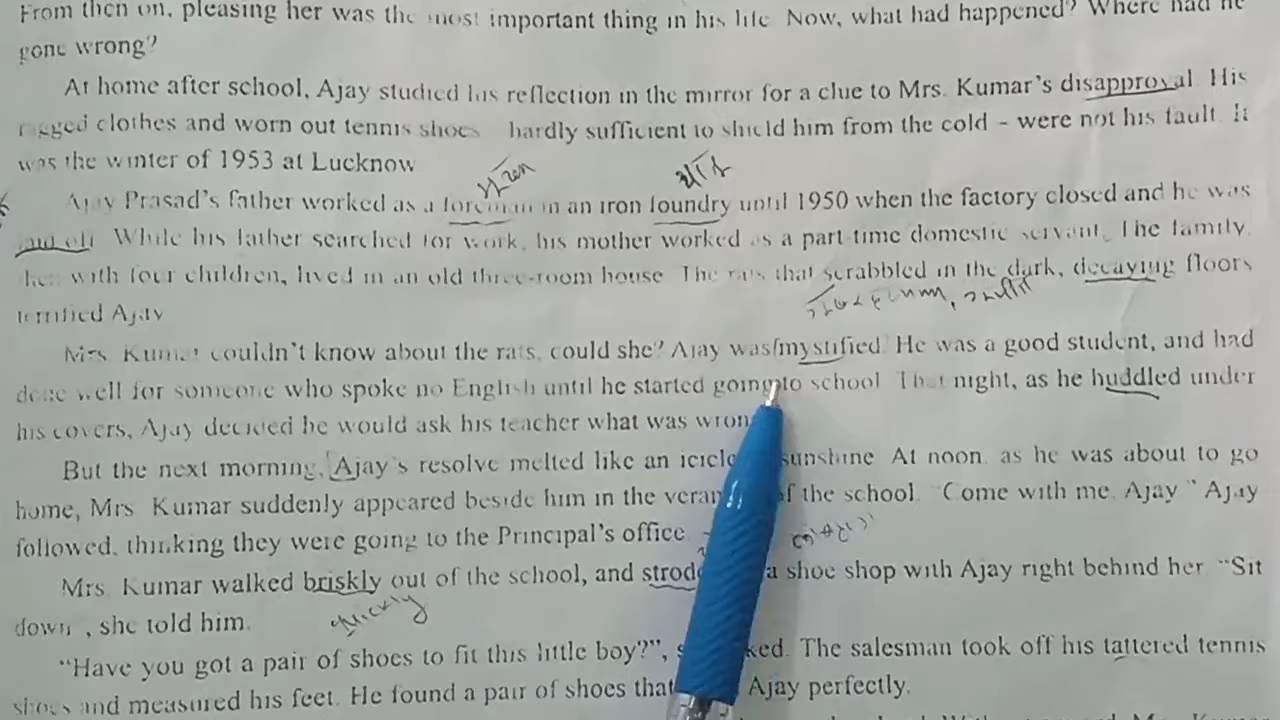 From then on, pleasing her was the most important thing in his life. Now, what had happened? Where had he
gone wrong?
At home after school, Ajay studied his reflection in the mirror for a clue to Mrs. Kumar's disapproval. His
ragged clothes and worn out tennis shoes hardly sufficient to shield him from the cold – were not his fault. It
was the winter of 1953 at Lucknow
Ajay Prasad's father worked as a foreman in an iron foundry until 1950 when the factory closed and he was
laid off. While his father searched for work, his mother worked as a part-time domestic servant. The family,
with four children, lived in an old three-room house. The rats that scrabbled in the dark, decaying floors
terrified Ajay
Mrs. Kumar couldn't know about the rats, could she? Ajay was (mystified. He was a good student, and had
done well for someone who spoke no English until he started going to school. That night, as he huddled under
his covers, Ajay decided he would ask his teacher what was
But the next morning, Ajay's resolve melted like an icicle sunshine. At noon, as he was about to go
home, Mrs. Kumar suddenly appeared beside him in the of the school. "Come with me, Ajay." Ajay
followed, thinking they were going to the Principal's office
Mrs. Kumar walked briskly out of the school, and strode a shoe shop with Ajay right behind her. "Sit
down", she told him.
quickly
"Have you got a pair of shoes to fit this little boy?", The salesman took off his tattered tennis
shoes and measured his feet. He found a pair of shoes that Ajay perfectly.